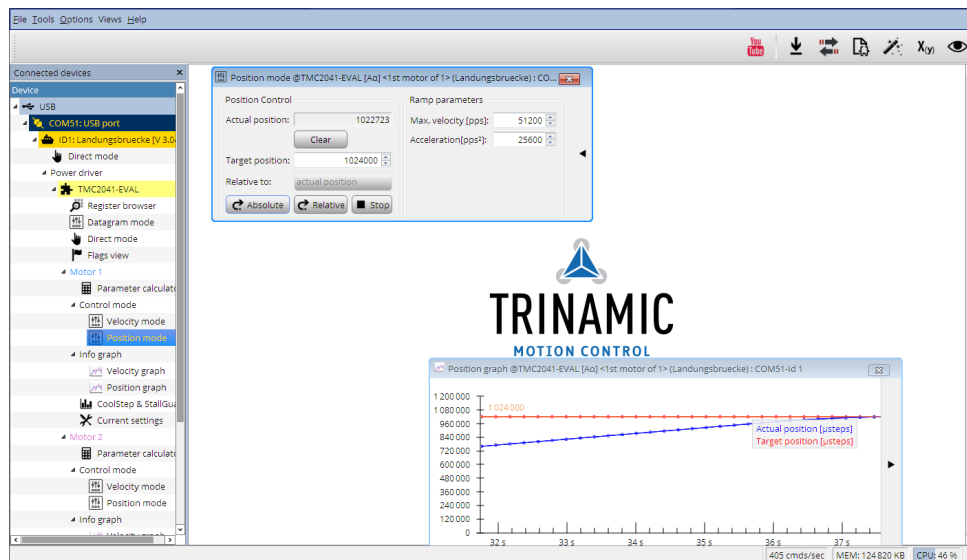 File Tools Options Views Help
You
Tube
X(y)
Connected devices
Device
USB
COM51: USB port
ID1: Landungsbruecke [V 3.0
Direct mode
Power driver
TMC2041-EVAL
Register browser
Datagram mode
Direct mode
Flags view
Motor 1
Parameter calculato
Control mode
Velocity mode
Position mode
Info graph
Velocity graph
Position graph
CoolStep & StallGua
Current settings
Motor 2
Parameter calculato
Control mode
Velocity mode
Position mode
Info graph
Velocity graph
Position mode @TMC2041-EVAL [Aα] <1st motor of 1> (Landungsbruecke) : CO...
Position Control
Actual position: 1022723
Clear
Target position: 1024000
Relative to: actual position
Absolute Relative Stop
Ramp parameters
Max. velocity [pps] 51200
Acceleration[pps²]: 25600
TRINAMIC
MOTION CONTROL
Position graph @TMC2041-EVAL [Aα] <1st motor of 1> (Landungsbruecke) : COM51-Id 1
1 200 000
1 080 000
960 000
840 000
720 000
600 000
480 000
360 000
240 000
120 000
0
1 024 000
Actual position [µsteps]
Target position [µsteps]
32 s 33 s 34 s 35 s 36 s 37 s
405 cmds/sec MEM: 124 820 KB CPU: 46 %